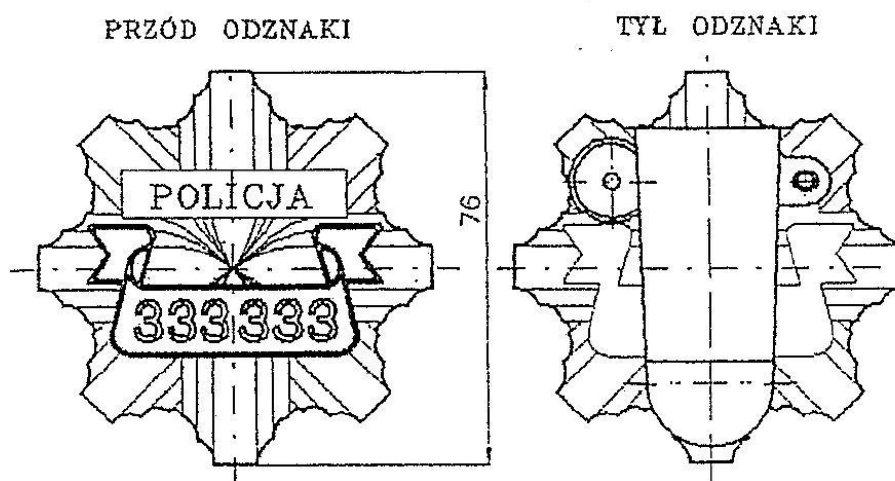 PRZÓD ODZNAKI
TYŁ ODZNAKI
POLICJA
76
333333